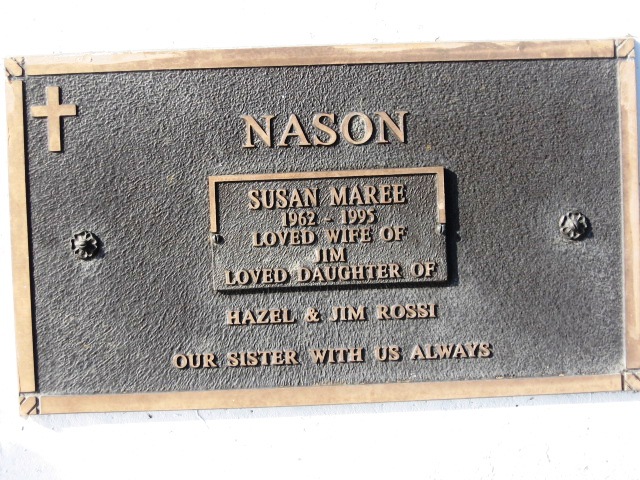 NASON
SUSAN MAREE
1962 - 1995
LOVED WIFE OF
JIM
LOVED DAUGHTER OF
HAZEL & JIM ROSSI
OUR SISTER WITH US ALWAYS